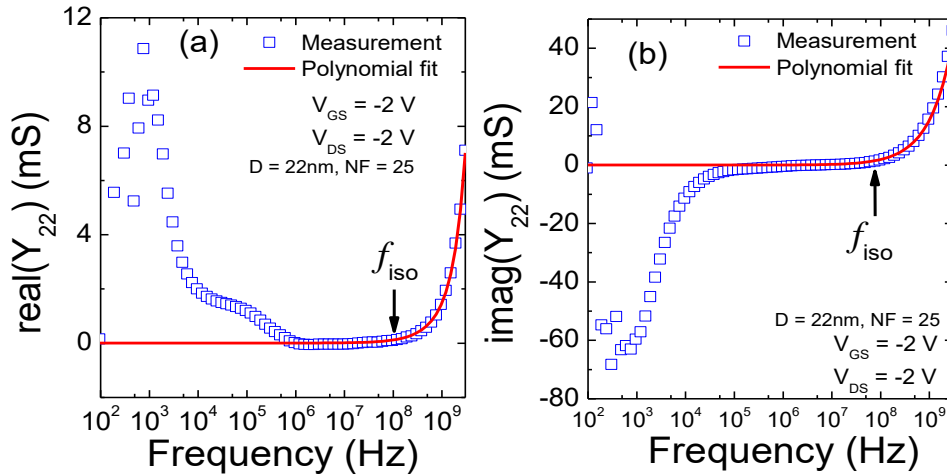 (a)
Measurement
Polynomial fit
V_GS = -2 V
V_DS = -2 V
D = 22nm, NF = 25
f_iso
12
8
4
0
real(Y_22) (mS)
10^2 10^3 10^4 10^5 10^6 10^7 10^8 10^9
Frequency (Hz)
(b)
Measurement
Polynomial fit
f_iso
D = 22nm, NF = 25
V_GS = -2 V
V_DS = -2 V
40
20
0
-20
-40
-60
-80
imag(Y_22) (mS)
10^2 10^3 10^4 10^5 10^6 10^7 10^8 10^9
Frequency (Hz)